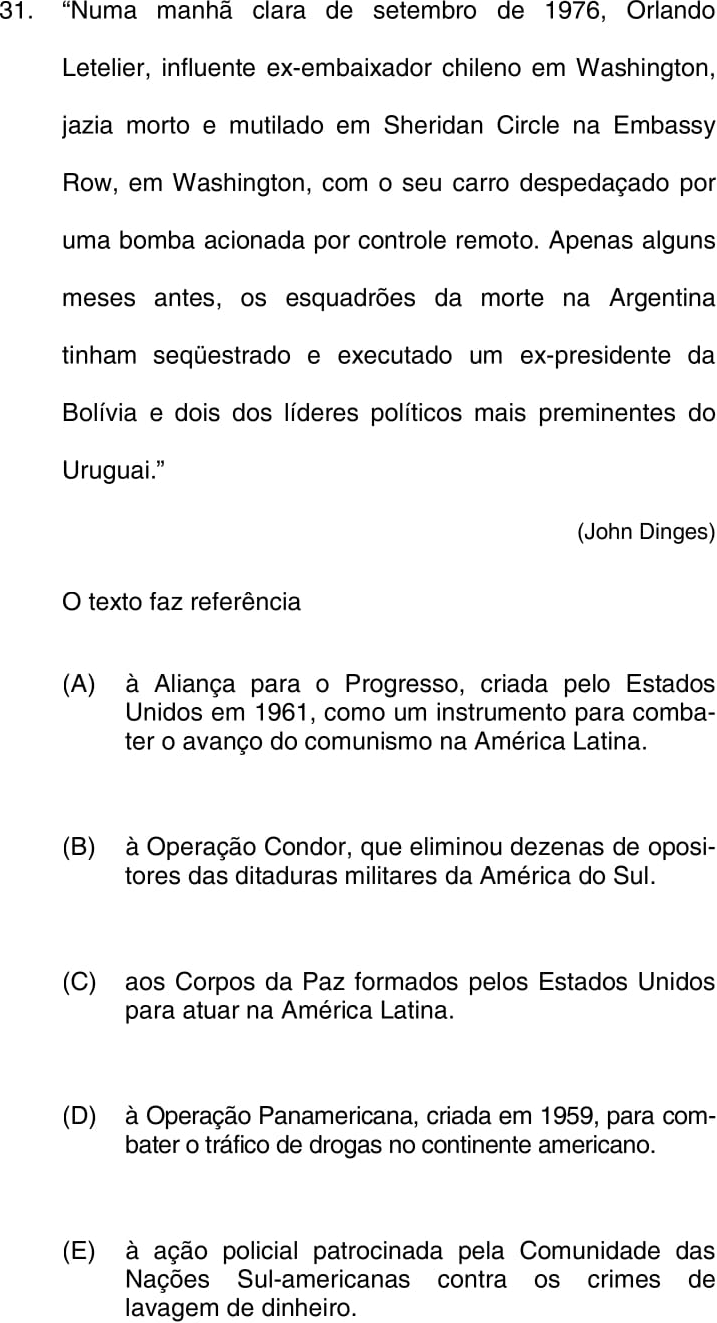 31. “Numa manhã clara de setembro de 1976, Orlando
Letelier, influente ex-embaixador chileno em Washington,
jazia morto e mutilado em Sheridan Circle na Embassy
Row, em Washington, com o seu carro despedaçado por
uma bomba acionada por controle remoto. Apenas alguns
meses antes, os esquadrões da morte na Argentina
tinham seqüestrado e executado um ex-presidente da
Bolívia e dois dos líderes políticos mais preminentes do
Uruguai.”
(John Dinges)
O texto faz referência
(A) à Aliança para o Progresso, criada pelo Estados
Unidos em 1961, como um instrumento para comba-
ter o avanço do comunismo na América Latina.
(B) à Operação Condor, que eliminou dezenas de oposi-
tores das ditaduras militares da América do Sul.
(C) aos Corpos da Paz formados pelos Estados Unidos
para atuar na América Latina.
(D) à Operação Panamericana, criada em 1959, para com-
bater o tráfico de drogas no continente americano.
(E) à ação policial patrocinada pela Comunidade das
Nações Sul-americanas contra os crimes de
lavagem de dinheiro.